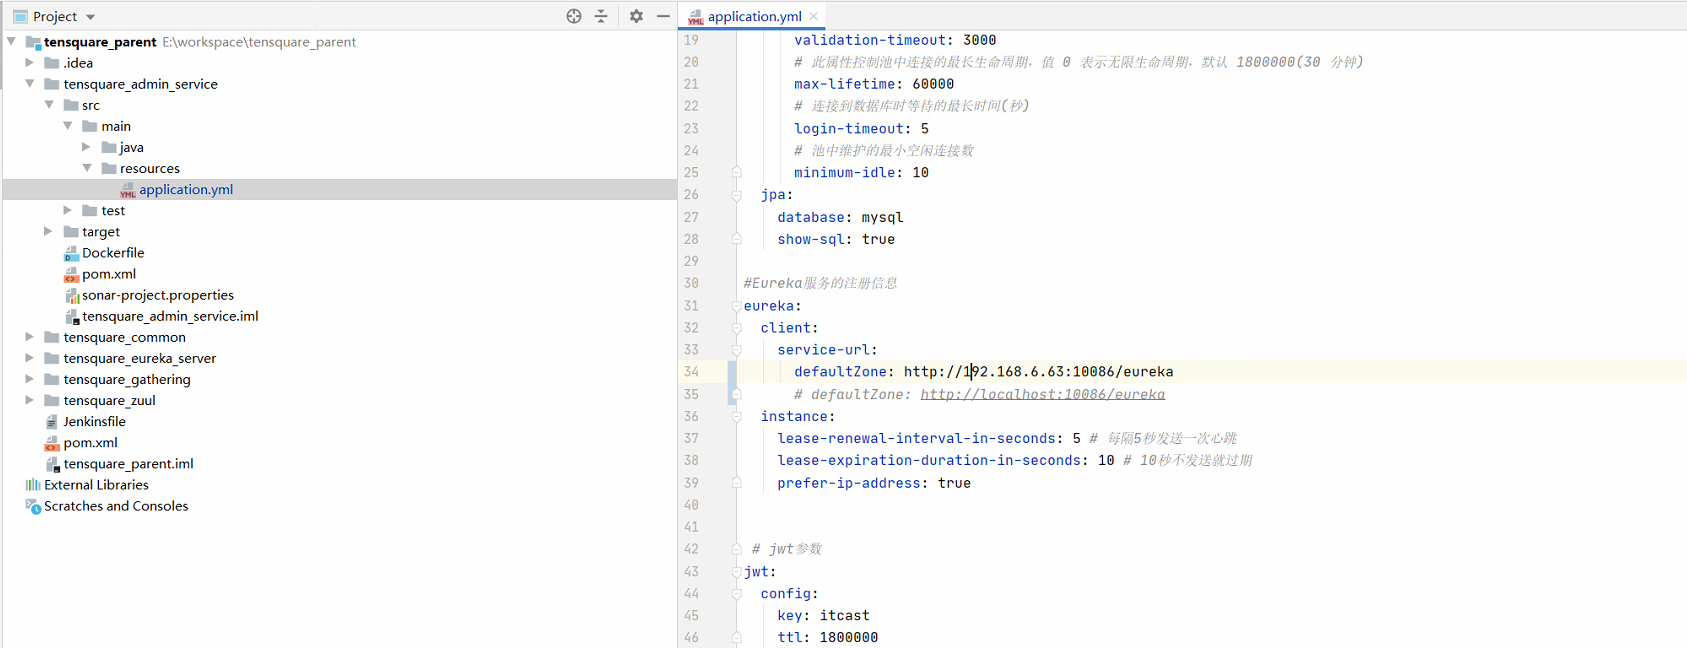 Project
tensquare_parent E:\workspace\tensquare_parent
.idea
tensquare_admin_service
src
main
java
resources
application.yml
test
target
Dockerfile
pom.xml
sonar-project.properties
tensquare_admin_service.iml
tensquare_common
tensquare_eureka_server
tensquare_gathering
tensquare_zuul
Jenkinsfile
pom.xml
tensquare_parent.iml
External Libraries
Scratches and Consoles
application.yml
19 validation-timeout: 3000
20 # 此属性控制池中连接的最长生命周期，值 0 表示无限生命周期，默认 1800000(30 分钟)
21 max-lifetime: 60000
22 # 连接到数据库时等待的最长时间(秒)
23 login-timeout: 5
24 # 池中维护的最小空闲连接数
25 minimum-idle: 10
26 jpa:
27 database: mysql
28 show-sql: true
29
30 #Eureka服务的注册信息
31 eureka:
32 client:
33 service-url:
34 defaultZone: http://192.168.6.63:10086/eureka
35 # defaultZone: http://localhost:10086/eureka
36 instance:
37 lease-renewal-interval-in-seconds: 5 # 每隔5秒发送一次心跳
38 lease-expiration-duration-in-seconds: 10 # 10秒不发送就过期
39 prefer-ip-address: true
40
41
42 # jwt参数
43 jwt:
44 config:
45 key: itcast
46 ttl: 1800000